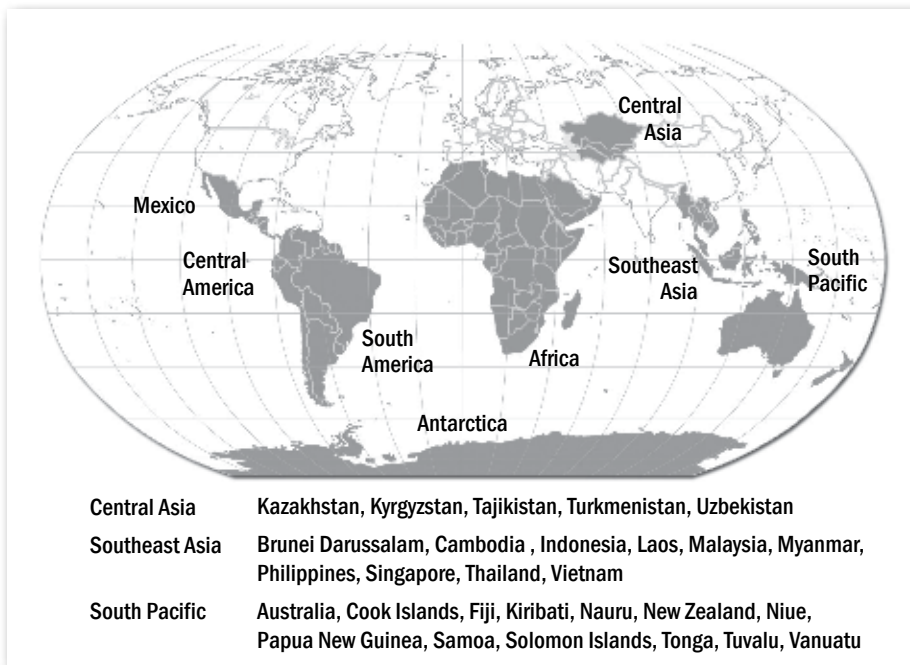 Central
Asia
Mexico
Central
America
Southeast
Asia
South
Pacific
South
America
Africa
Antarctica
Central Asia Kazakhstan, Kyrgyzstan, Tajikistan, Turkmenistan, Uzbekistan
Southeast Asia Brunei Darussalam, Cambodia , Indonesia, Laos, Malaysia, Myanmar,
Philippines, Singapore, Thailand, Vietnam
South Pacific Australia, Cook Islands, Fiji, Kiribati, Nauru, New Zealand, Niue,
Papua New Guinea, Samoa, Solomon Islands, Tonga, Tuvalu, Vanuatu